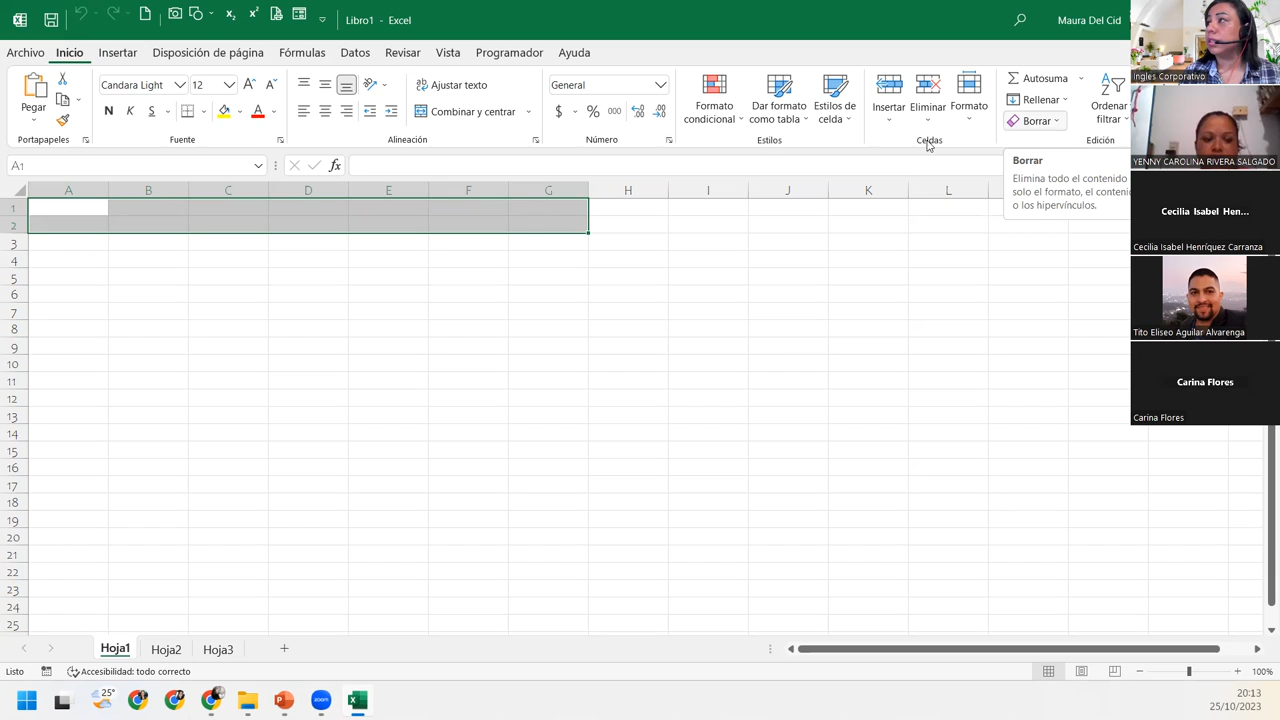 Libro1 - Excel
Maura Del Cid
Archivo Inicio Insertar Disposición de página Fórmulas Datos Revisar Vista Programador Ayuda
Pegar
Candara Light 12
N K S
Ajustar texto
Combinar y centrar
General
$ % 000
Formato condicional
Dar formato como tabla
Estilos de celda
Insertar
Eliminar
Formato
Autosuma
Rellenar
Borrar
Ordenar
filtrar
Portapapeles Fuente Alineación Número Estilos Celdas Edición
A1
fx
Borrar
Elimina todo el contenido
solo el formato, el conteni
o los hipervínculos.
A B C D E F G H I J K L
1
2
3
4
5
6
7
8
9
10
11
12
13
14
15
16
17
18
19
20
21
22
23
24
25
Ingles Corporativo
YENNY CAROLINA RIVERA SALGADO
Cecilia Isabel Hen...
Cecilia Isabel Henríquez Carranza
Tito Eliseo Aguilar Alvarenga
Carina Flores
Carina Flores
Hoja1 Hoja2 Hoja3
Listo
Accesibilidad: todo correcto
100%
25°
zoom
20:13
25/10/2023